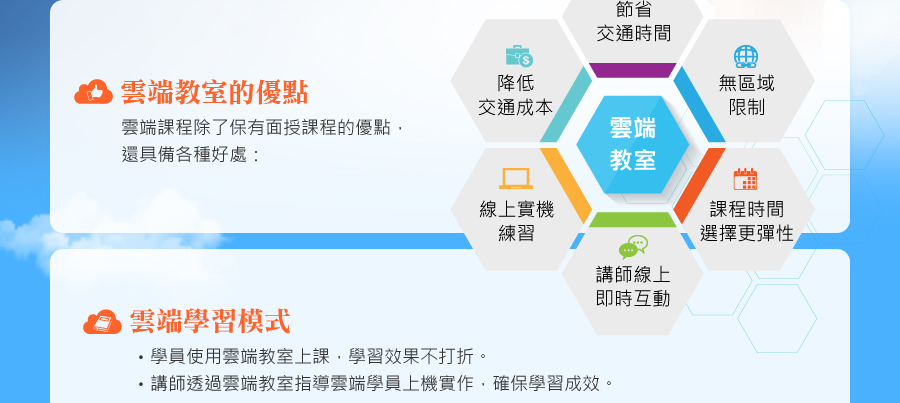 雲端教室的優點
雲端課程除了保有面授課程的優點，
還具備各種好處：
節省
交通時間
降低
交通成本
無區域
限制
雲端
教室
線上實機
練習
課程時間
選擇更彈性
講師線上
即時互動
雲端學習模式
・學員使用雲端教室上課，學習效果不打折。
・講師透過雲端教室指導雲端學員上機實作，確保學習成效。